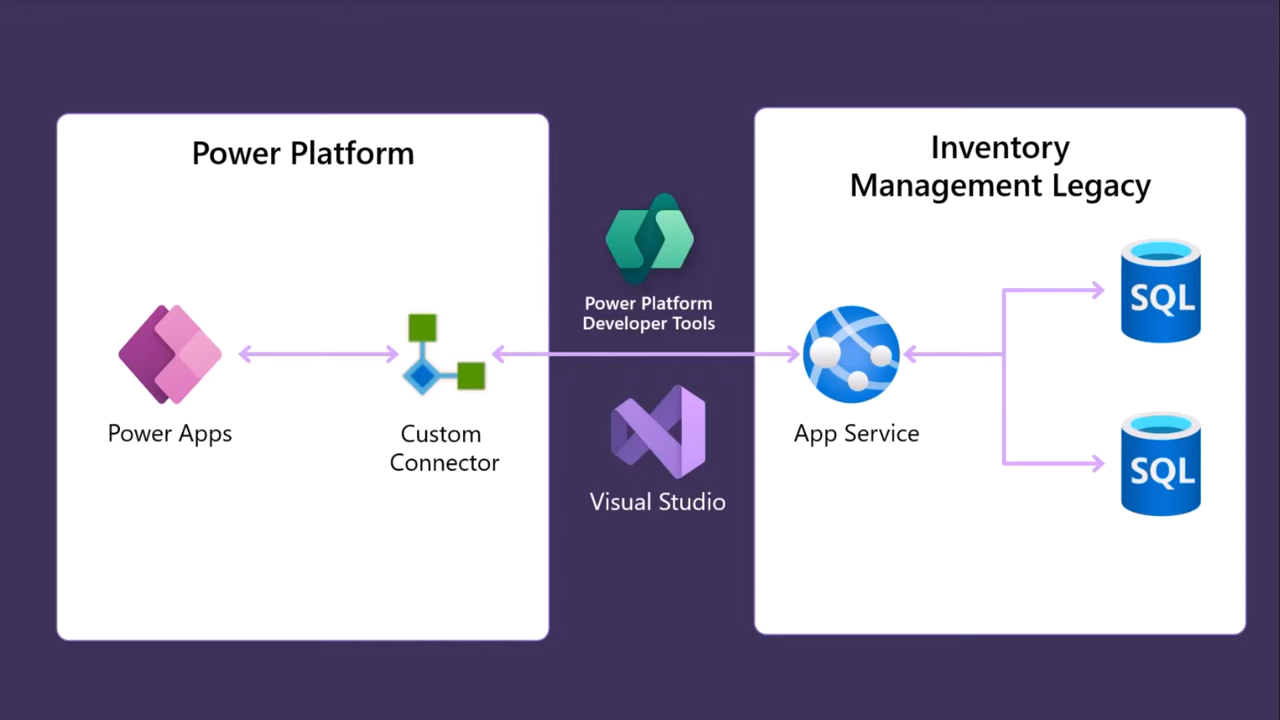 Power Platform
Power Apps
Custom
Connector
Power Platform
Developer Tools
Visual Studio
Inventory
Management Legacy
App Service
SQL
SQL